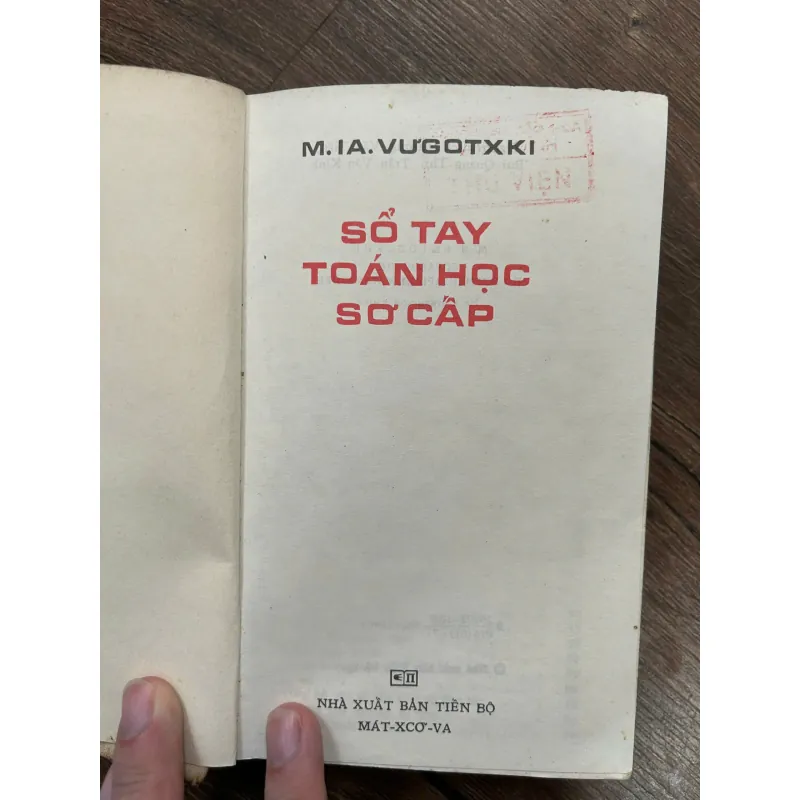 M.IA.VƯGOTXKI
SỔ TAY
TOÁN HỌC
SƠ CẤP
NHÀ XUẤT BẢN TIẾN BỘ
MÁT-XCƠ-VA